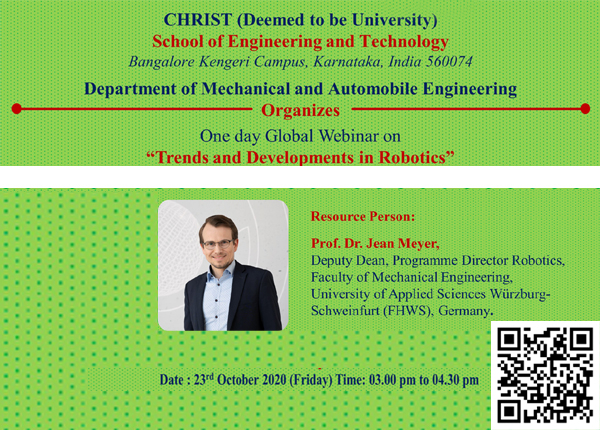 CHRIST (Deemed to be University)
School of Engineering and Technology
Bangalore Kengeri Campus, Karnataka, India 560074
Department of Mechanical and Automobile Engineering
Organizes
One day Global Webinar on
“Trends and Developments in Robotics”
Resource Person:
Prof. Dr. Jean Meyer,
Deputy Dean, Programme Director Robotics,
Faculty of Mechanical Engineering,
University of Applied Sciences Würzburg-
Schweinfurt (FHWS), Germany.
Date : 23rd October 2020 (Friday) Time: 03.00 pm to 04.30 pm